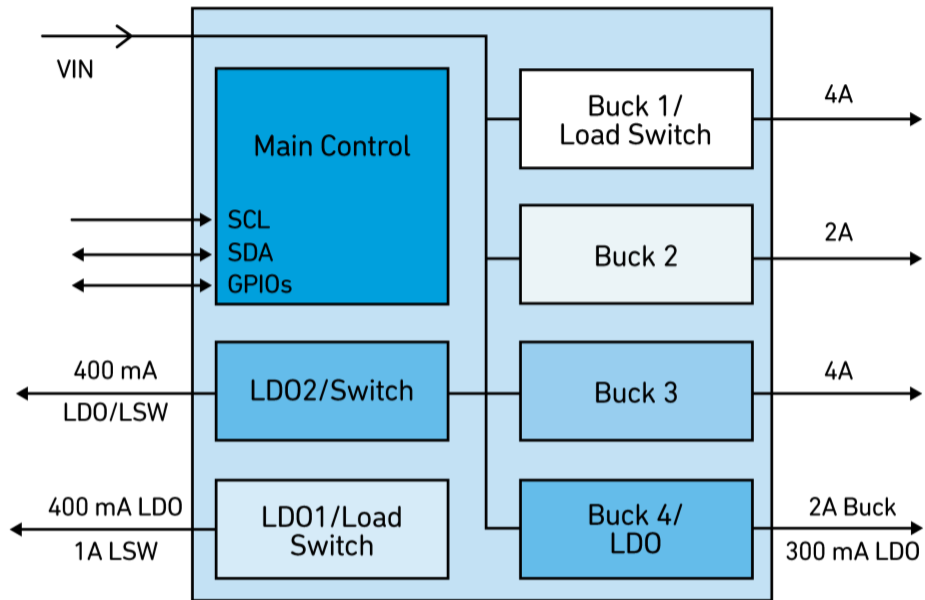 VIN
Main Control
SCL
SDA
GPIOs
Buck 1/
Load Switch
4A
Buck 2
2A
400 mA
LDO/LSW
LDO2/Switch
Buck 3
4A
400 mA LDO
1A LSW
LDO1/Load
Switch
Buck 4/
LDO
2A Buck
300 mA LDO